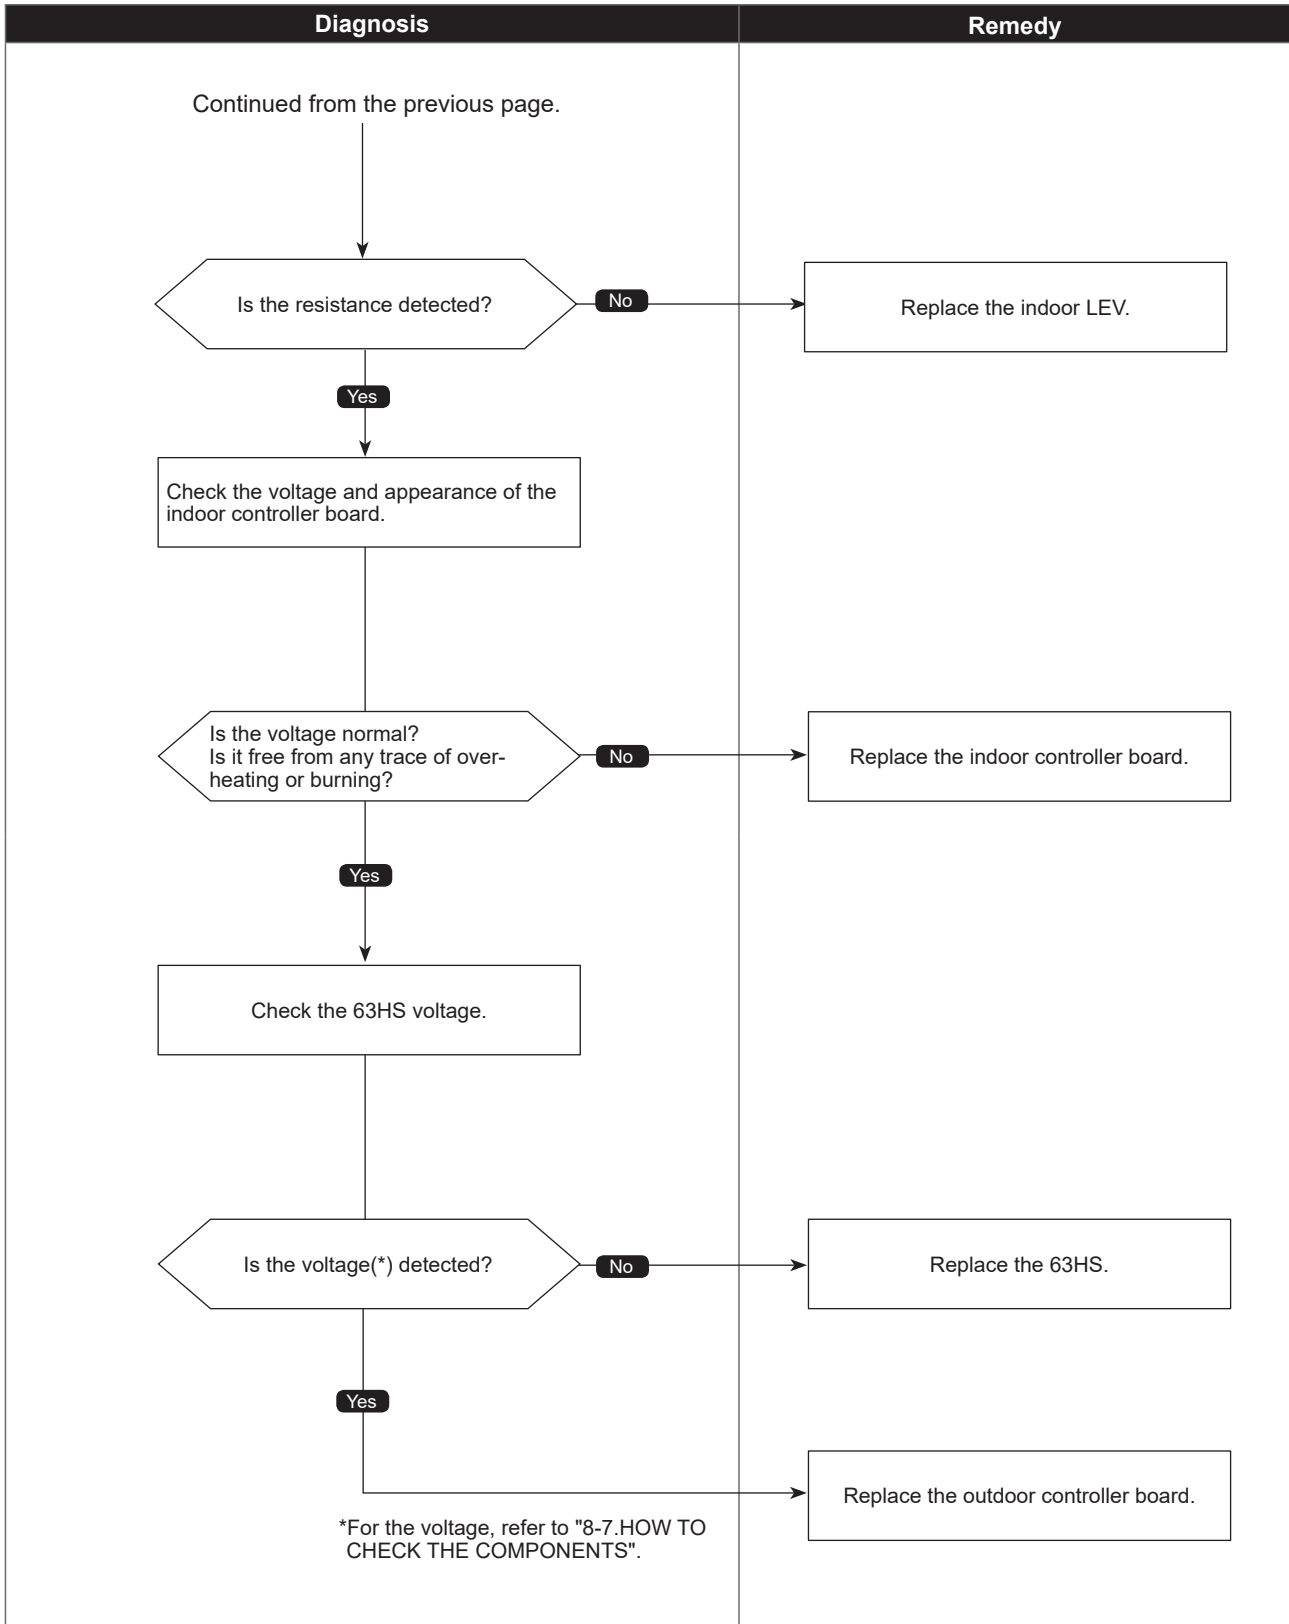 Diagnosis
Remedy
Continued from the previous page.
Is the resistance detected?
No
Replace the indoor LEV.
Yes
Check the voltage and appearance of the
indoor controller board.
Is the voltage normal?
Is it free from any trace of over-
heating or burning?
No
Replace the indoor controller board.
Yes
Check the 63HS voltage.
Is the voltage(*) detected?
No
Replace the 63HS.
Yes
Replace the outdoor controller board.
*For the voltage, refer to "8-7.HOW TO
CHECK THE COMPONENTS".